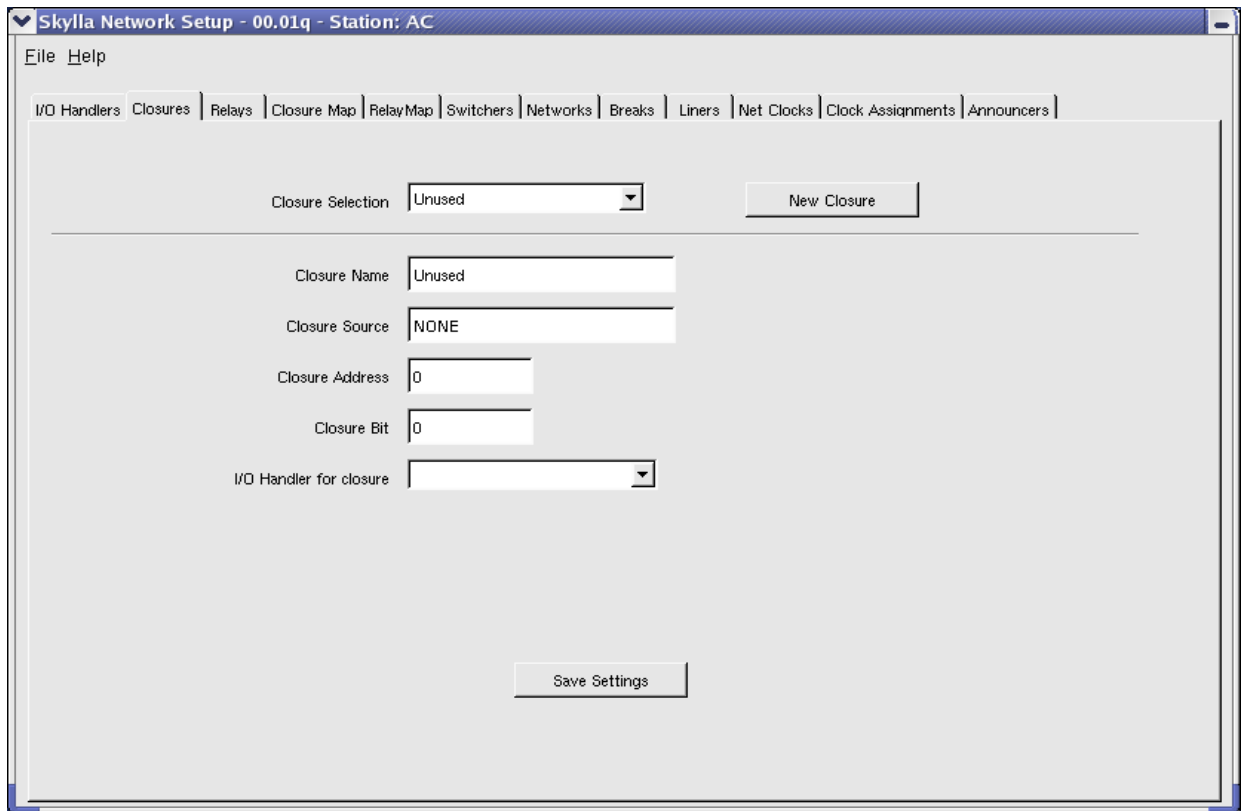 Skylla Network Setup - 00.01q - Station: AC
File Help
I/O Handlers Closures Relays Closure Map RelayMap Switchers Networks Breaks Liners Net Clocks Clock Assignments Announcers
Closure Selection Unused New Closure
Closure Name Unused
Closure Source NONE
Closure Address 0
Closure Bit 0
I/O Handler for closure
Save Settings